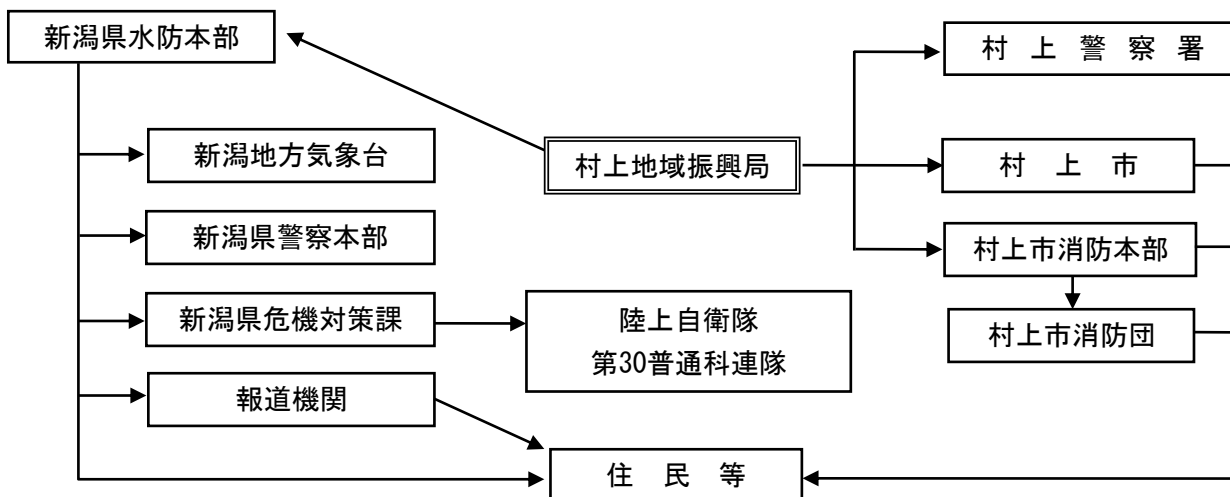 新潟県水防本部
村上警察署
新潟地方気象台
村上地域振興局
村上市
新潟県警察本部
村上市消防本部
新潟県危機対策課
陸上自衛隊
第30普通科連隊
村上市消防団
報道機関
住民等